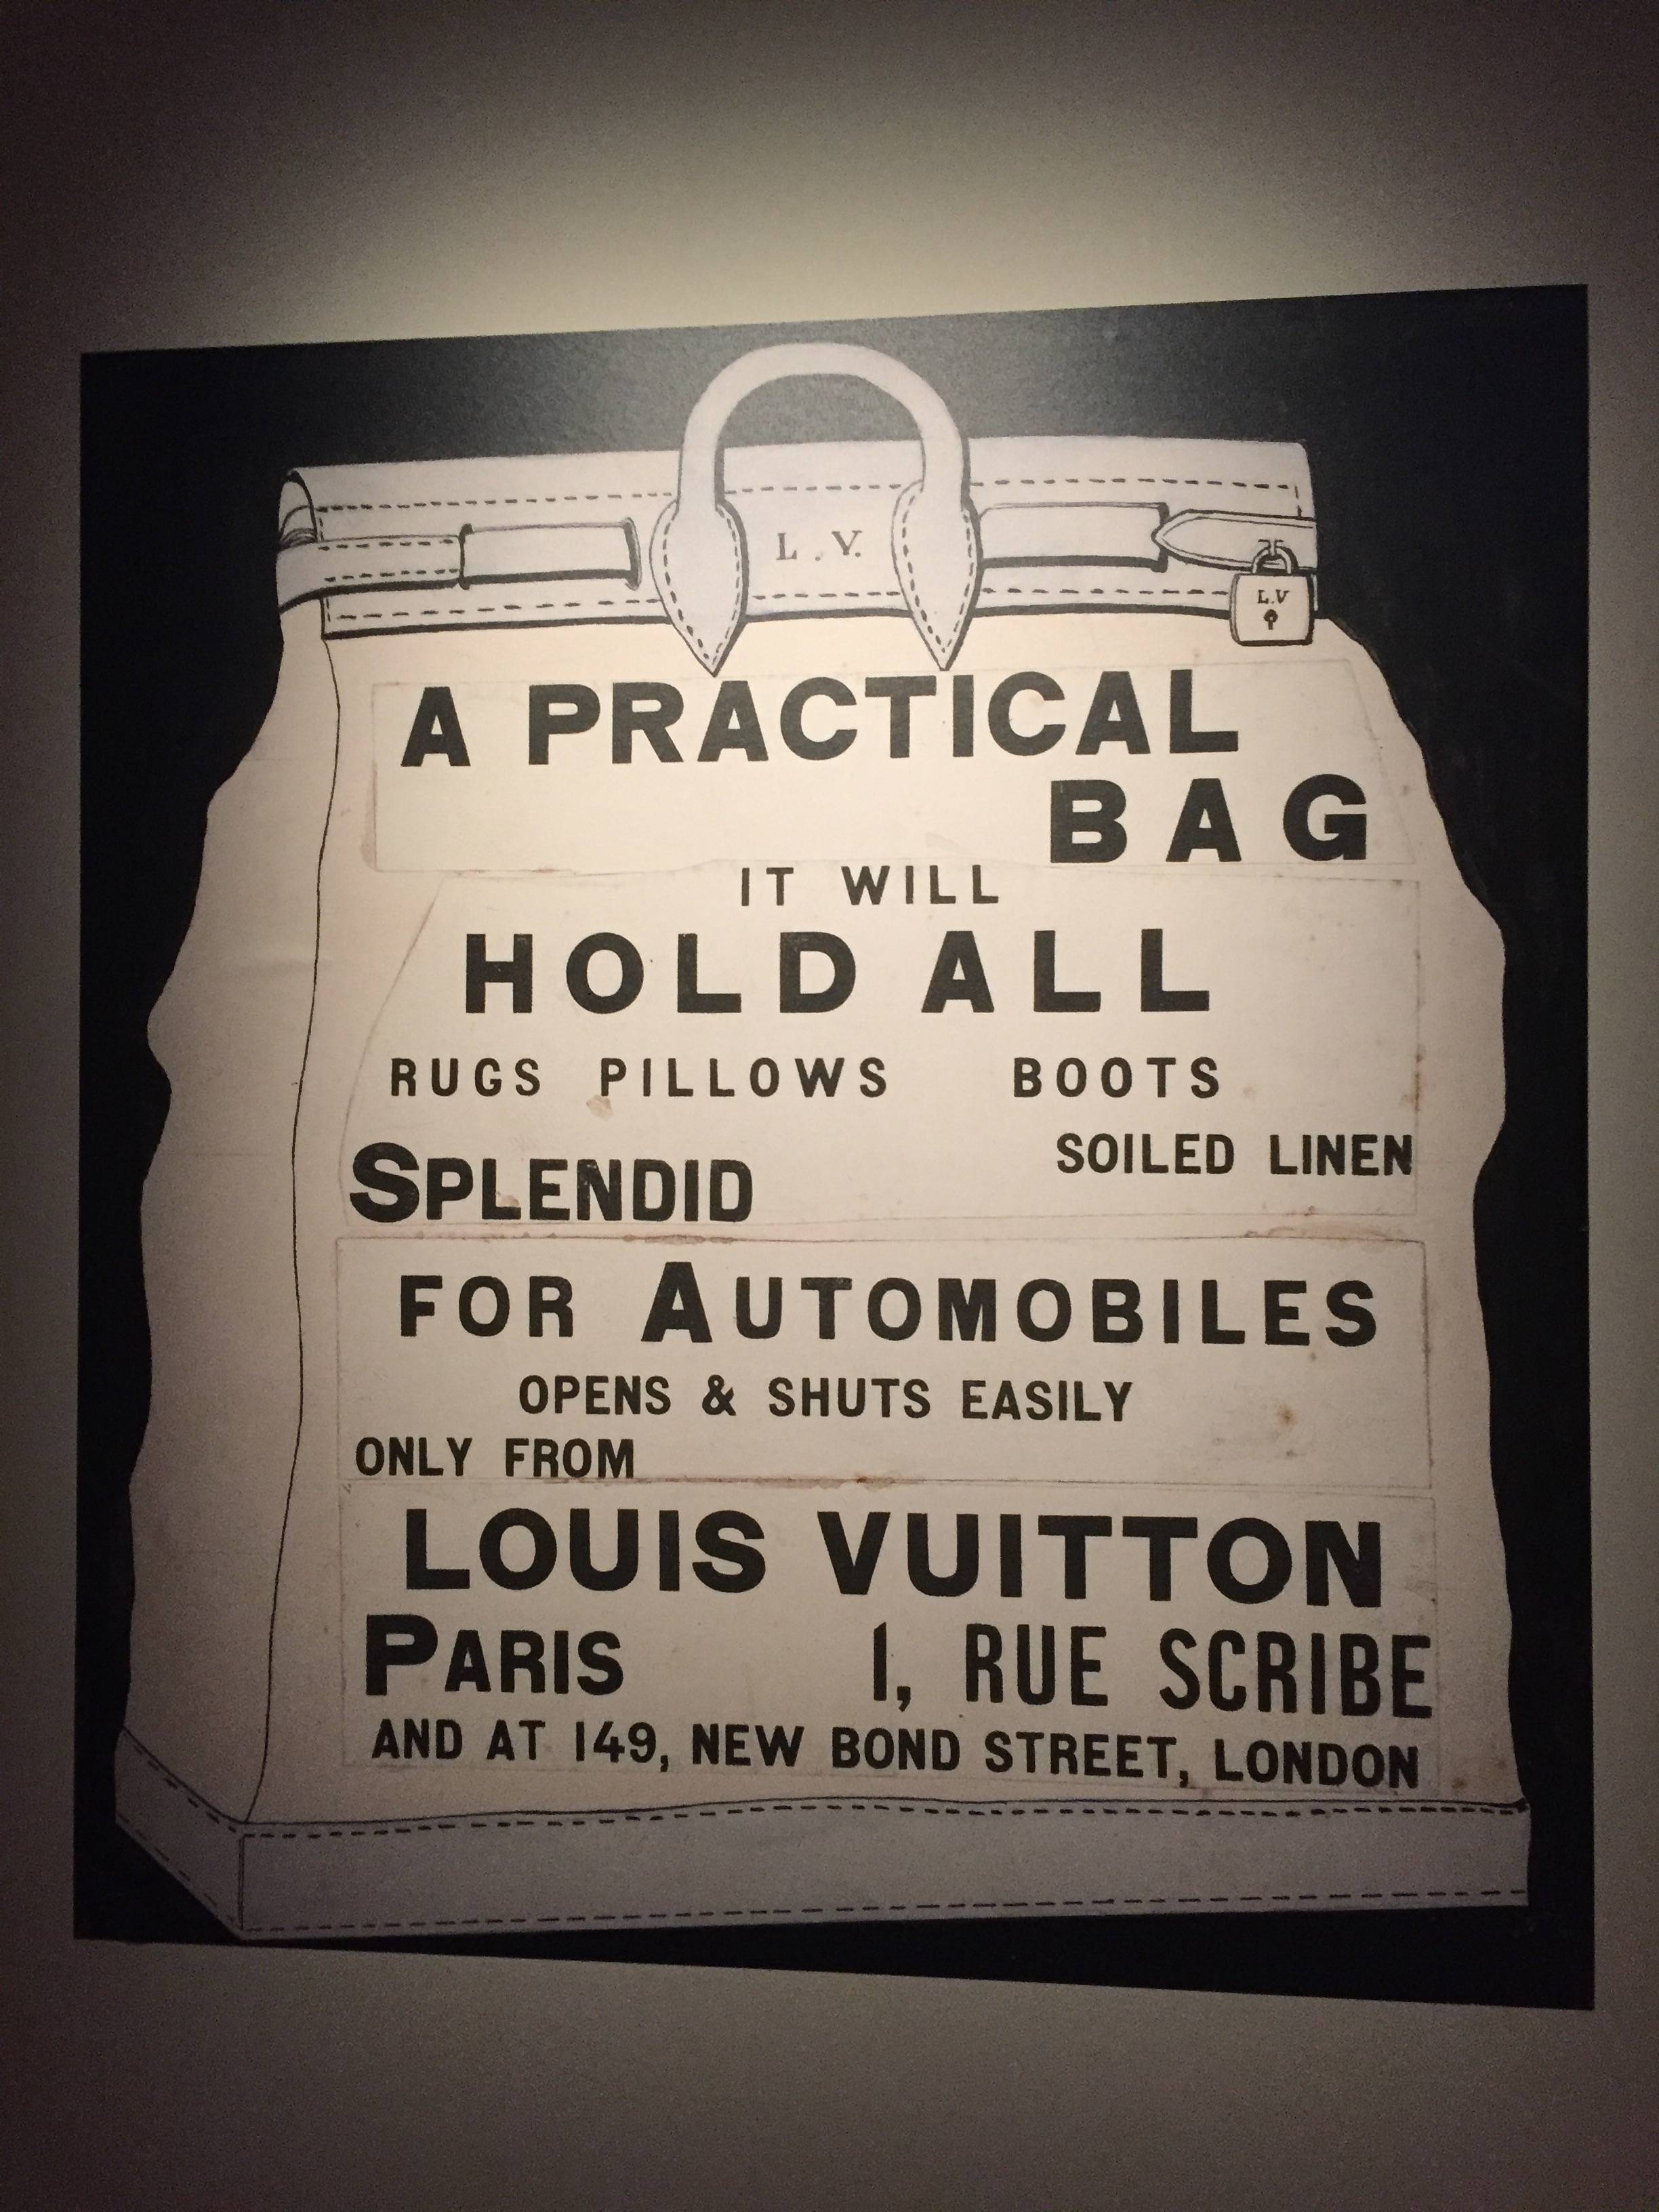 L. V.
L.V
A PRACTICAL
BAG
IT WILL
HOLD ALL
RUGS PILLOWS BOOTS
SOILED LINEN
SPLENDID
FOR AUTOMOBILES
OPENS & SHUTS EASILY
ONLY FROM
LOUIS VUITTON
PARIS 1, RUE SCRIBE
AND AT 149, NEW BOND STREET, LONDON